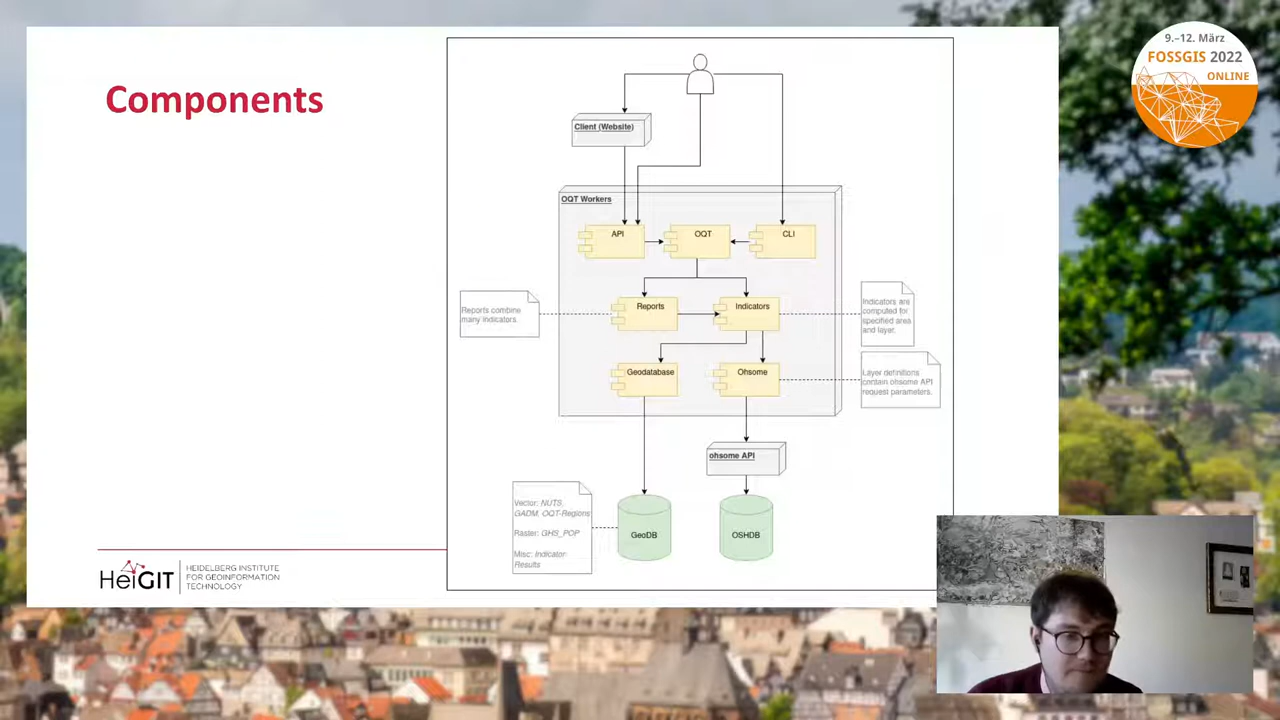 Components
9.–12. März
FOSSGIS 2022
ONLINE
Client (Website)
OQT Workers
API
OQT
CLI
Reports combine
many indicators.
Reports
Indicators
Indicators are
computed for
specified area
and layer.
Geodatabase
Ohsome
Layer definitions
contain ohsome API
request parameters.
ohsome API
Vector: NUTS,
GADM, OQT-Regions
Raster: GHS_POP
Misc: Indicator
Results
GeoDB
OSHDB
HeiGIT
HEIDELBERG INSTITUTE
FOR GEOINFORMATION
TECHNOLOGY